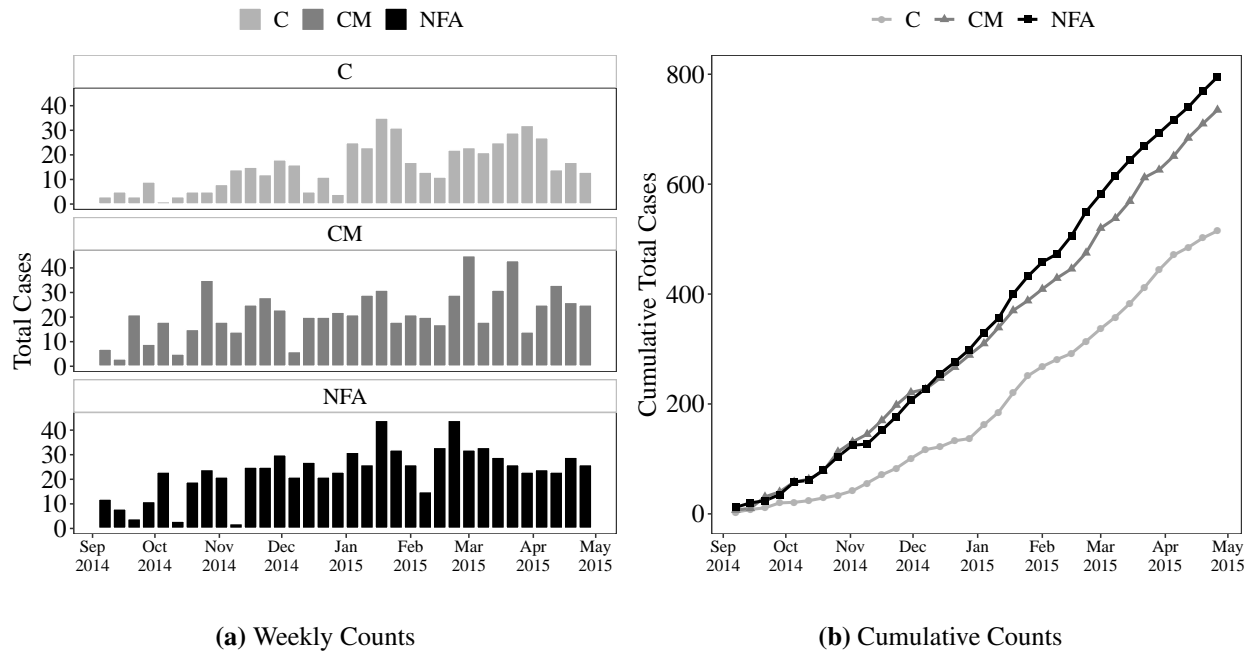 C CM NFA
C
40
30
20
10
0
CM
40
30
20
10
0
NFA
40
30
20
10
0
Total Cases
Sep 2014
Oct 2014
Nov 2014
Dec 2014
Jan 2015
Feb 2015
Mar 2015
Apr 2015
May 2015
(a) Weekly Counts
C CM NFA
800
600
400
200
0
Cumulative Total Cases
Sep 2014
Oct 2014
Nov 2014
Dec 2014
Jan 2015
Feb 2015
Mar 2015
Apr 2015
May 2015
(b) Cumulative Counts